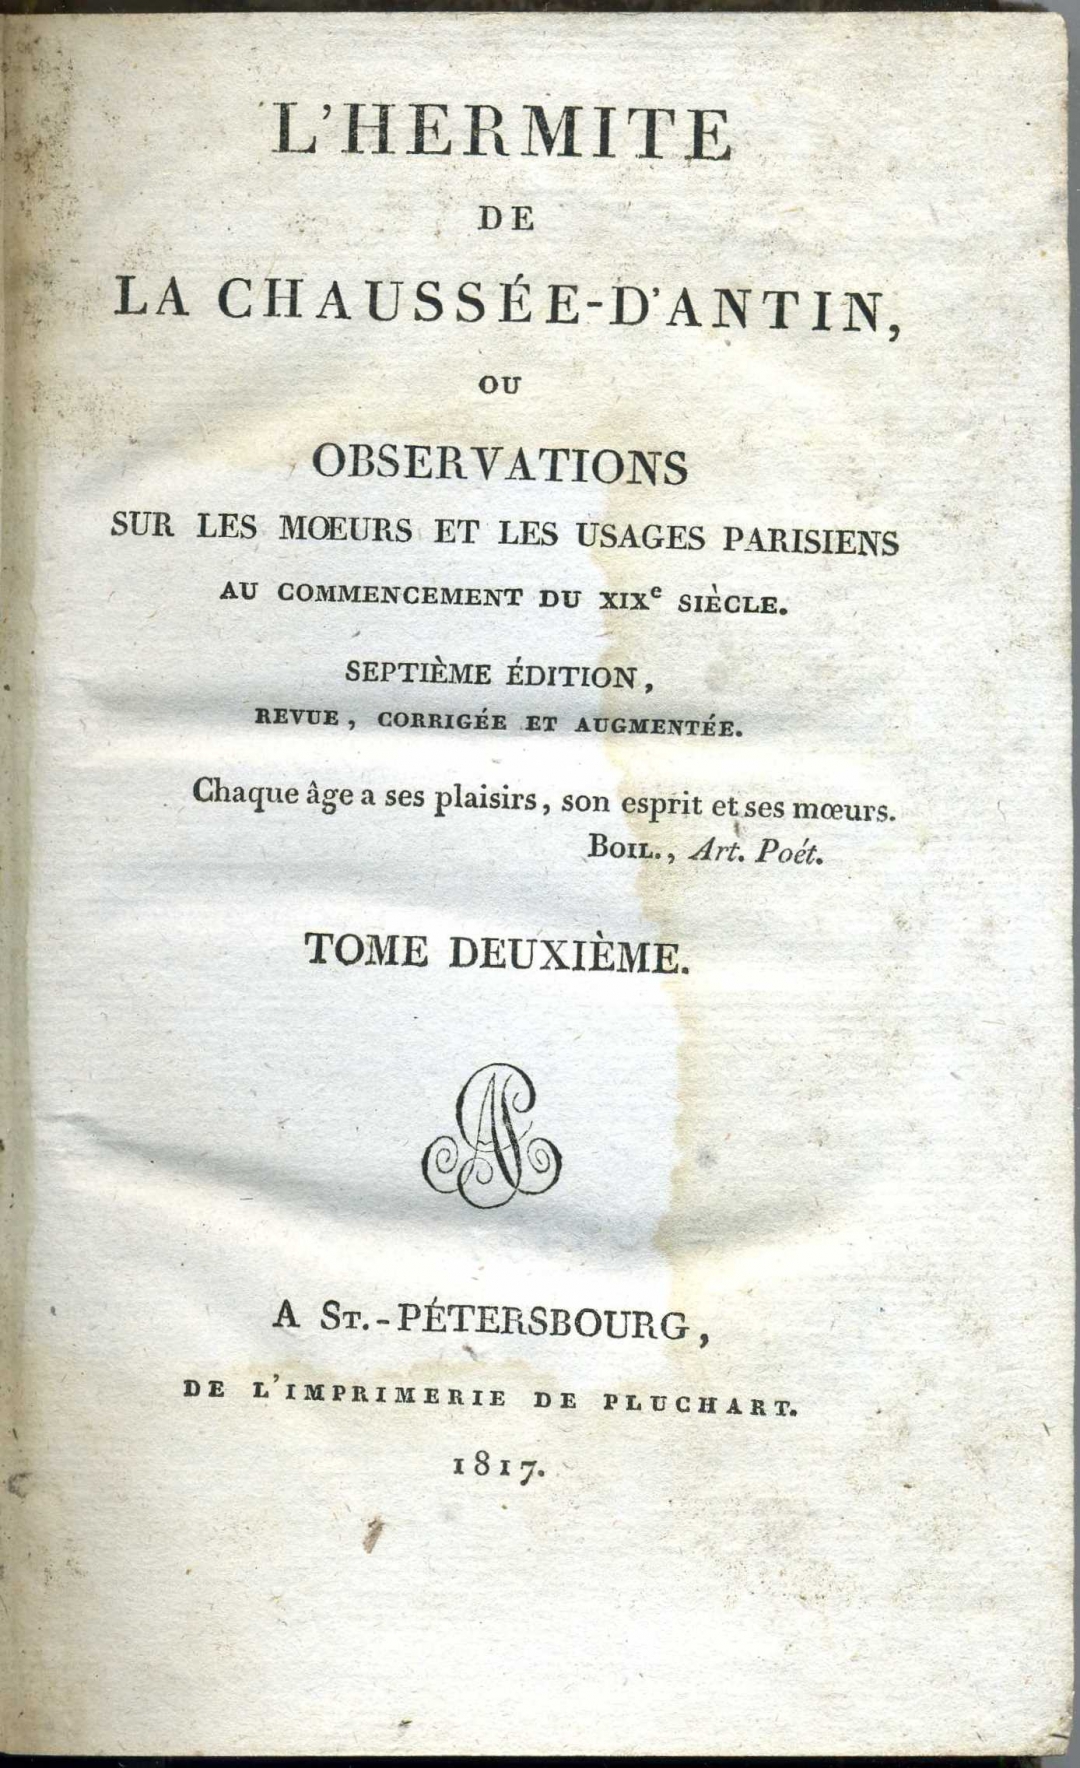 L'HERMITE
DE
LA CHAUSSÉE-D'ANTIN,
OU
OBSERVATIONS
SUR LES MŒURS ET LES USAGES PARISIENS
AU COMMENCEMENT DU XIXe SIÈCLE.
SEPTIÈME ÉDITION,
REVUE, CORRIGÉE ET AUGMENTÉE.
Chaque âge a ses plaisirs, son esprit et ses mœurs.
BOIL., Art. Poét.
TOME DEUXIÈME.
A ST.-PÉTERSBOURG,
DE L'IMPRIMERIE DE PLUCHART.
1817.